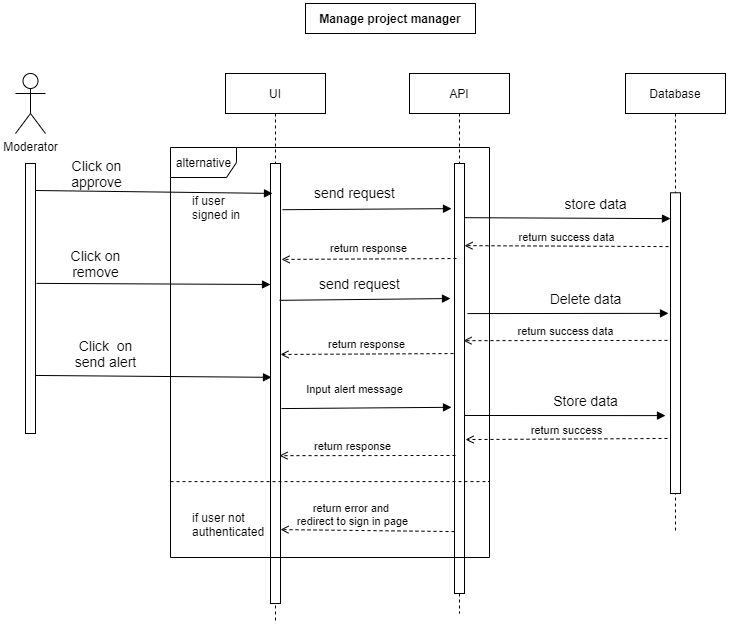 Manage project manager
UI
API
Database
Moderator
alternative
Click on
approve
if user
signed in
send request
store data
return success data
return response
Click on
remove
send request
Delete data
return success data
return response
Click  on
send alert
Input alert message
Store data
return success
return response
if user not
authenticated
return error and
redirect to sign in page